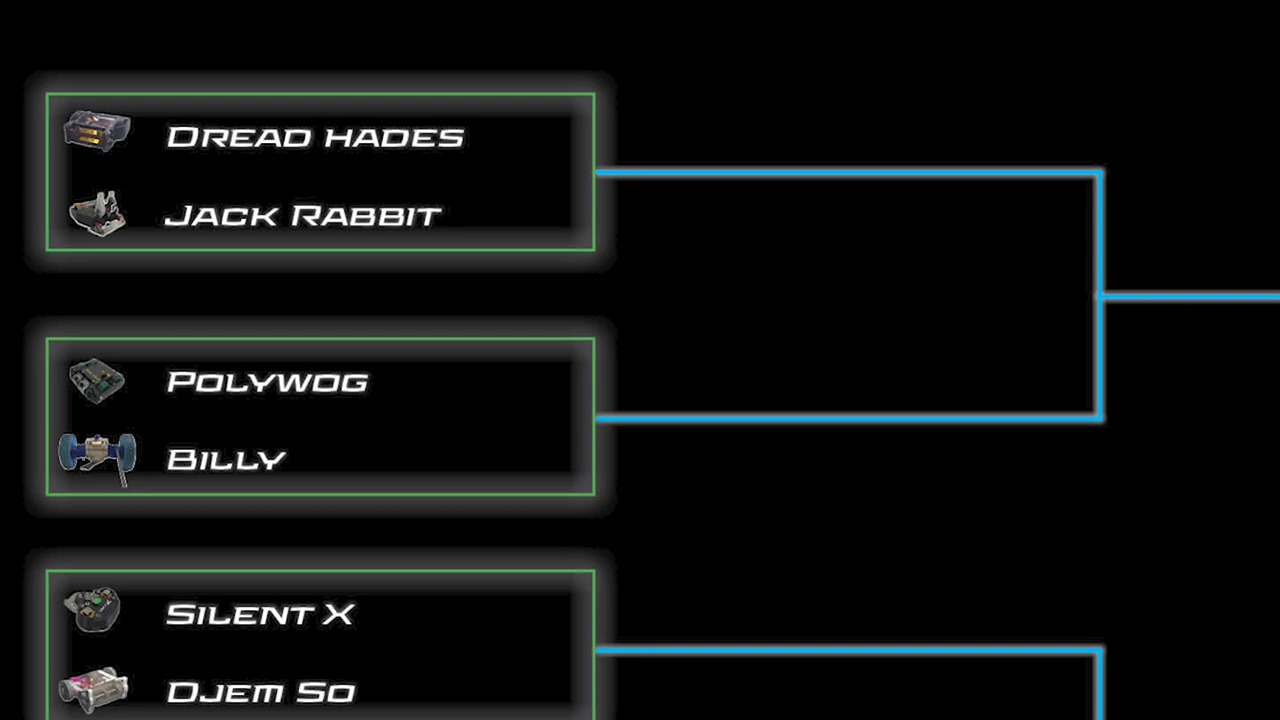 Dread Hades
Jack Rabbit
Polywog
Billy
Silent X
Djem So